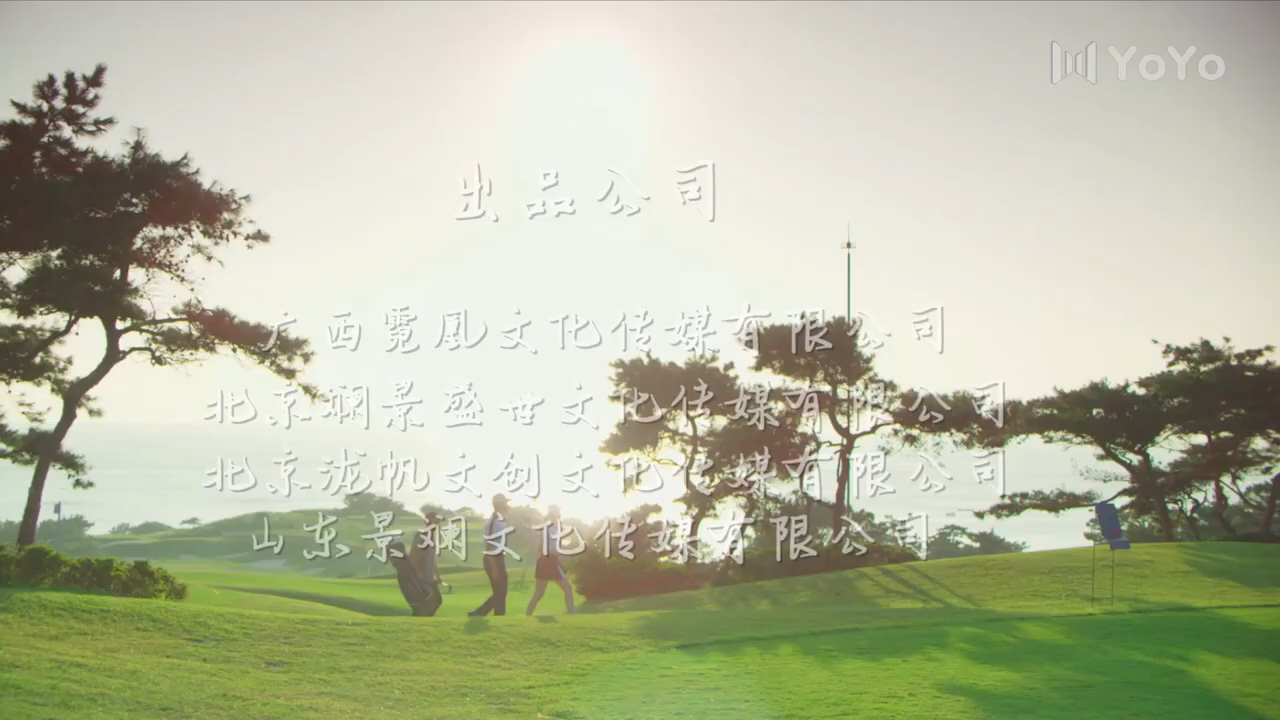 YoYo
出品公司
广西霓凰文化传媒有限公司
北京斓景盛世文化传媒有限公司
北京泷帆文创文化传媒有限公司
山东景斓文化传媒有限公司